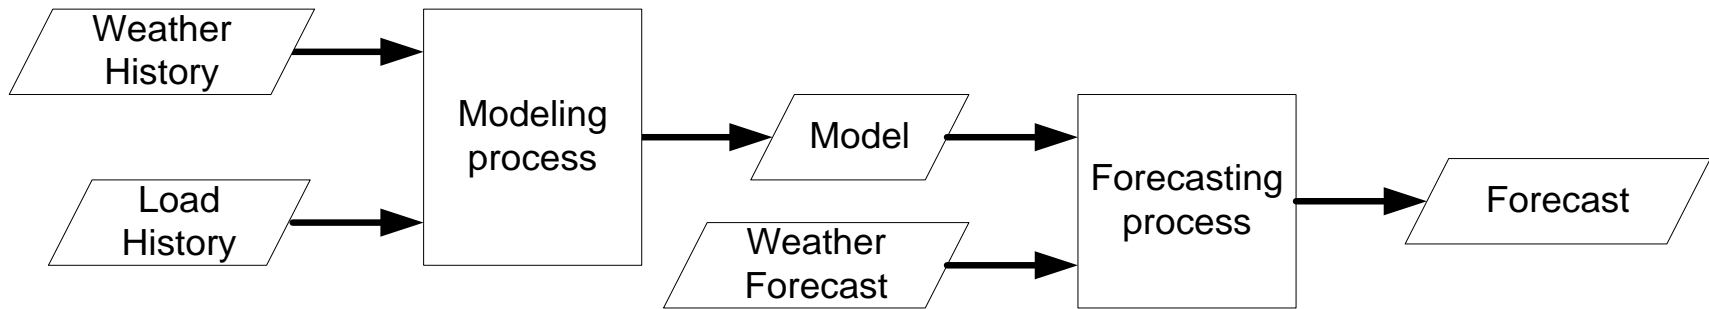 Weather
History
Load
History
Modeling
process
Model
Weather
Forecast
Forecasting
process
Forecast